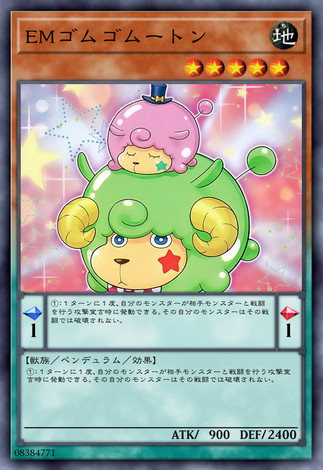 EMゴムゴムートン
地
①:1ターンに1度、自分のモンスターが相手モンスターと戦闘
を行う攻撃宣言時に発動できる。その自分のモンスターはその戦
闘では破壊されない。
1
1
【獣族／ペンデュラム／効果】
①:1ターンに1度、自分のモンスターが相手モンスターと戦闘を行う攻撃宣
言時に発動できる。その自分のモンスターはその戦闘では破壊されない。
ATK/ 900 DEF/2400
08384771